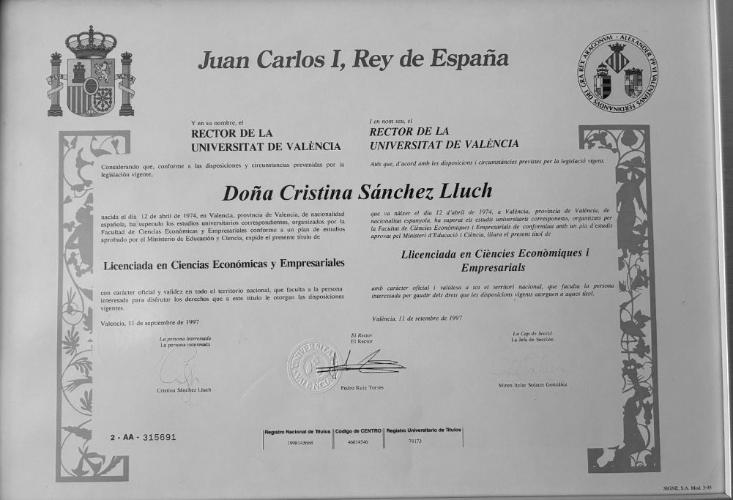 Juan Carlos I, Rey de España
Y en su nombre, el
RECTOR DE LA
UNIVERSITAT DE VALÈNCIA
Considerando que, conforme a las disposiciones y circunstancias prevenidas por la
legislación vigente,
I en nom seu, el
RECTOR DE LA
UNIVERSITAT DE VALÈNCIA
Atés que, d'acord amb les disposicions i circumstàncies previstes per la legislació vigent,
Doña Cristina Sánchez Lluch
nacida el día 12 de abril de 1974, en Valencia, provincia de Valencia, de nacionalidad
española, ha superado los estudios universitarios correspondientes, organizados por la
Facultad de Ciencias Económicas y Empresariales conforme a un plan de estudios
aprobado por el Ministerio de Educación y Ciencia, expide el presente título de
Licenciada en Ciencias Económicas y Empresariales
con carácter oficial y validez en todo el territorio nacional, que faculta a la persona
interesada para disfrutar los derechos que a este título le otorgan las disposiciones
vigentes.
Valencia, 11 de septiembre de 1997
que va nàixer el dia 12 d'abril de 1974, a València, província de València, de
nacionalitat espanyola, ha superat els estudis universitaris corresponents, organitzats per
la Facultat de Ciències Econòmiques i Empresarials de conformitat amb un pla d'estudis
aprovat pel Ministeri d'Educació i Ciència, lliura el present títol de
Llicenciada en Ciències Econòmiques i
Empresarials
amb caràcter oficial i validesa a tot el territori nacional, que faculta la persona
interessada per gaudir dels drets que les disposicions vigents atorguen a aquest títol.
València, 11 de setembre de 1997
La persona interessada
La persona interesada
Cristina Sánchez Lluch
El Rector
El Rector
Pedro Ruiz Torres
La Cap de Secció
La Jefe de Sección
González
2 - AA - 315691
Registro Nacional de Títulos
Código de CENTRO
Registro Universitario de Títulos
SIGNE, S.A. Mod.